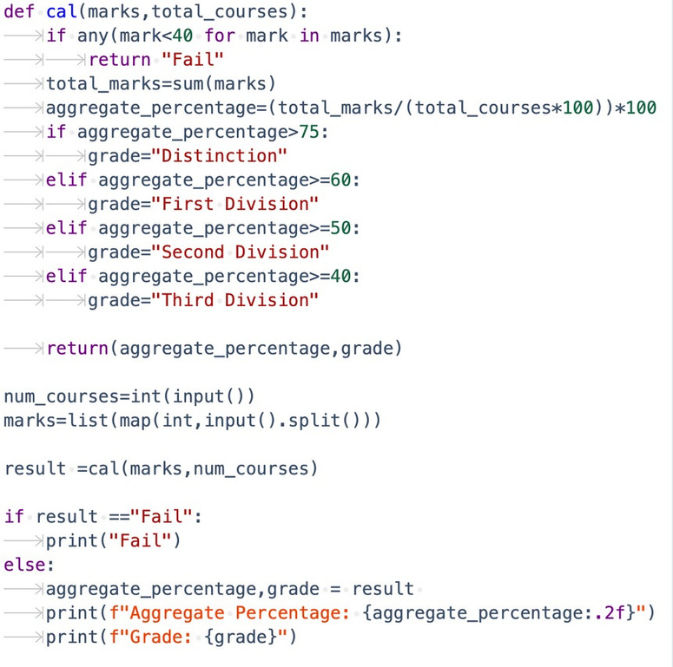 def cal(marks,total_courses):
    if any(mark<40 for mark in marks):
        return "Fail"
    total_marks=sum(marks)
    aggregate_percentage=(total_marks/(total_courses*100))*100
    if aggregate_percentage>75:
        grade="Distinction"
    elif aggregate_percentage>=60:
        grade="First Division"
    elif aggregate_percentage>=50:
        grade="Second Division"
    elif aggregate_percentage>=40:
        grade="Third Division"

    return(aggregate_percentage,grade)

num_courses=int(input())
marks=list(map(int,input().split()))

result =cal(marks,num_courses)

if result =="Fail":
    print("Fail")
else:
    aggregate_percentage,grade = result
    print(f"Aggregate Percentage: {aggregate_percentage:.2f}")
    print(f"Grade: {grade}")